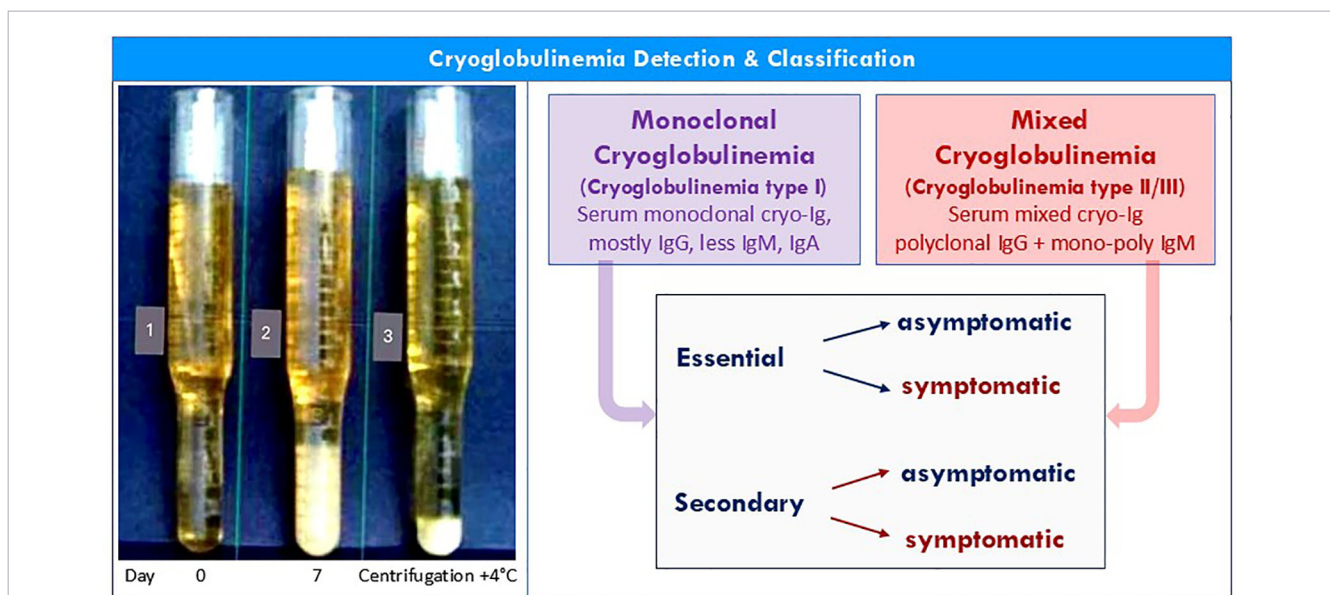 Cryoglobulinemia Detection & Classification
1
2
3
Day 0 7 Centrifugation +4°C
Monoclonal
Cryoglobulinemia
(Cryoglobulinemia type I)
Serum monoclonal cryo-Ig,
mostly IgG, less IgM, IgA
Mixed
Cryoglobulinemia
(Cryoglobulinemia type II/III)
Serum mixed cryo-Ig
polyclonal IgG + mono-poly IgM
Essential
asymptomatic
symptomatic
Secondary
asymptomatic
symptomatic